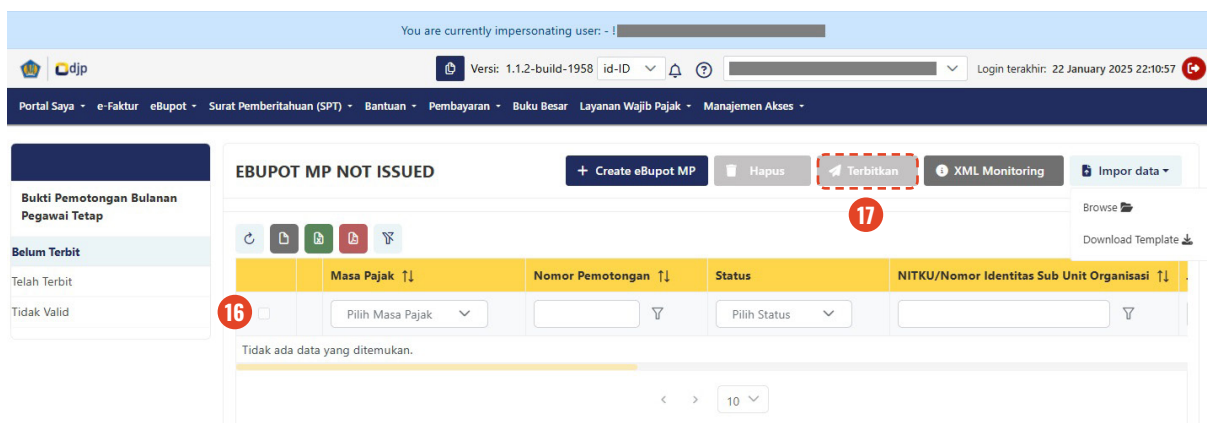 You are currently impersonating user: - !
djp
Versi: 1.1.2-build-1958 id-ID
Login terakhir: 22 January 2025 22:10:57
Portal Saya e-Faktur eBupot Surat Pemberitahuan (SPT) Bantuan Pembayaran Buku Besar Layanan Wajib Pajak Manajemen Akses
Bukti Pemotongan Bulanan
Pegawai Tetap
Belum Terbit
Telah Terbit
Tidak Valid
EBUPOT MP NOT ISSUED
+ Create eBupot MP Hapus Terbitkan XML Monitoring Impor data
17
Browse
Download Template
Masa Pajak Nomor Pemotongan Status NITKU/Nomor Identitas Sub Unit Organisasi
16 Pilih Masa Pajak Pilih Status
Tidak ada data yang ditemukan.
< > 10